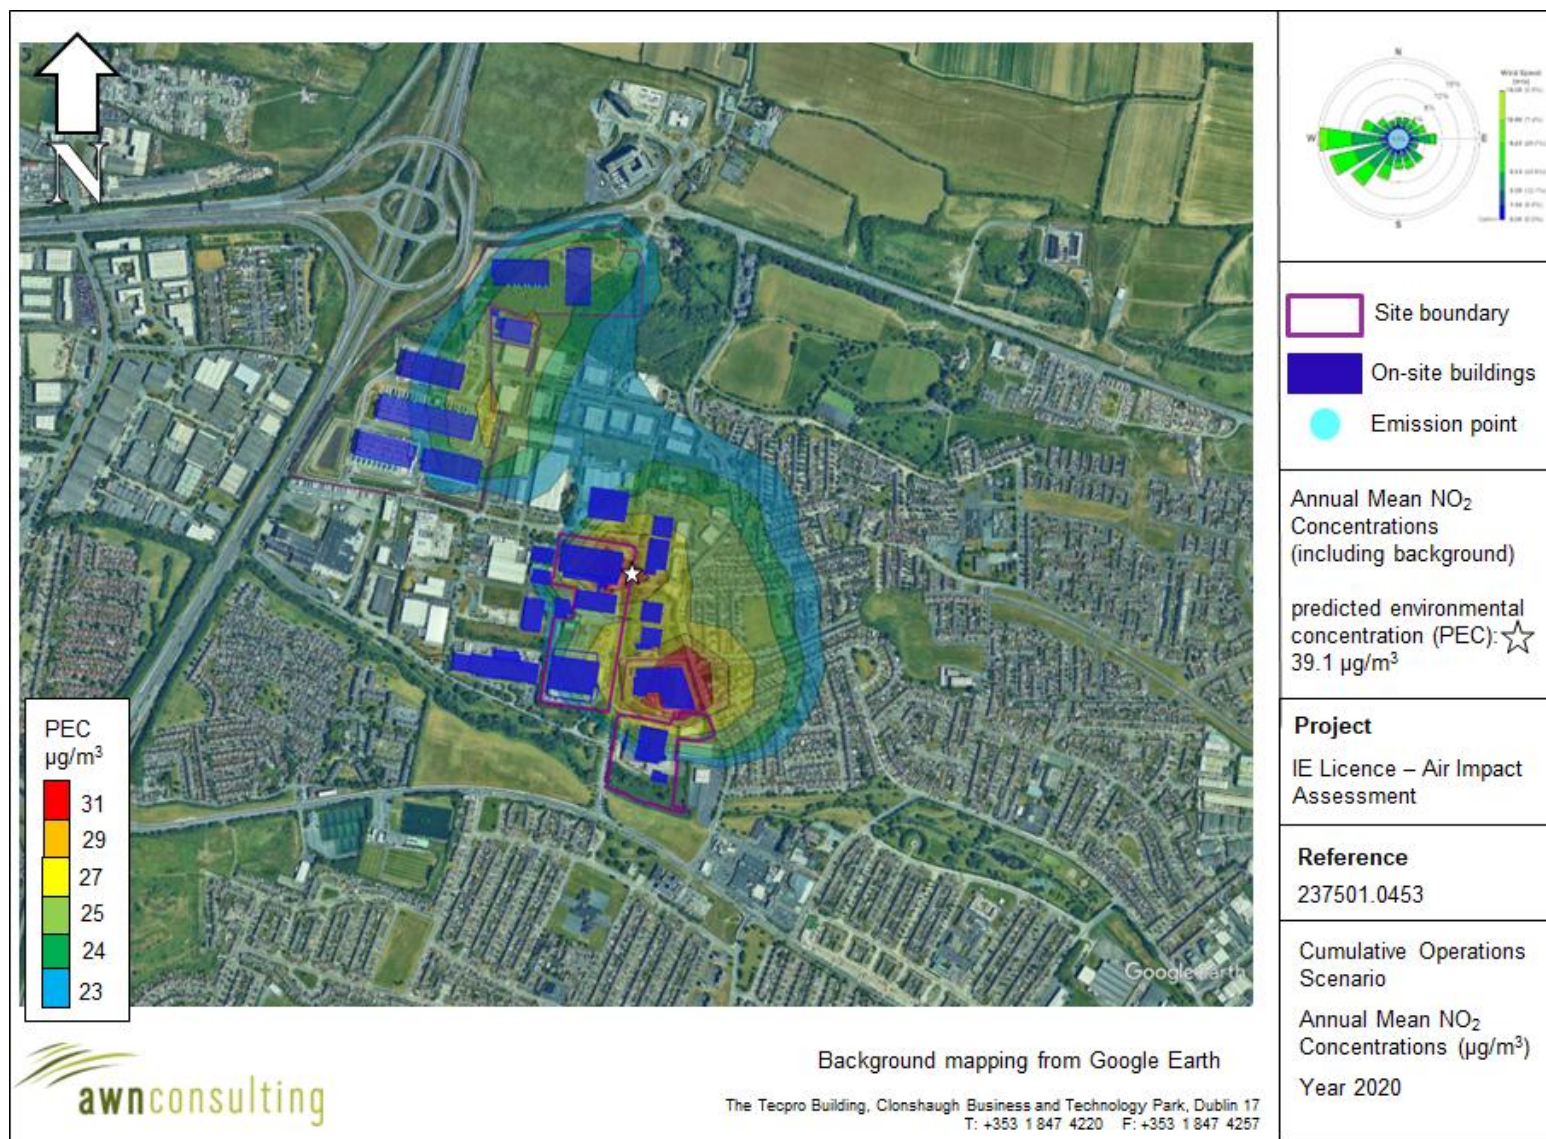 N
N
W
E
S
Wind Speed
Site boundary
On-site buildings
Emission point
Annual Mean NO₂
Concentrations
(including background)
predicted environmental
concentration (PEC):
39.1 µg/m³
PEC
µg/m³
31
29
27
25
24
23
Project
IE Licence – Air Impact
Assessment
Reference
237501.0453
Cumulative Operations
Scenario
Annual Mean NO₂
Concentrations (µg/m³)
Year 2020
Google Earth
awnconsulting
Background mapping from Google Earth
The Tecpro Building, Clonshaugh Business and Technology Park, Dublin 17
T: +353 1 847 4220 F: +353 1 847 4257